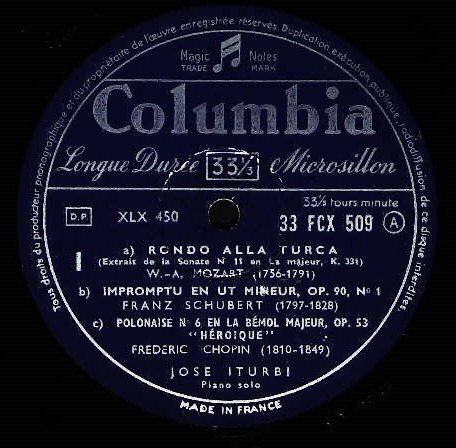 Tous droits du producteur phonographique et du propriétaire de l'œuvre enregistrée réservés. Duplication, exécution publique, radiodiffusion de ce disque interdites.
Magic Notes
TRADE MARK
Columbia
Longue Durée 33⅓ Microsillon
33⅓ tours minute
D.P. XLX 450 33 FCX 509 A
1
a) RONDO ALLA TURCA
(Extrait de la Sonate N° 11 en La majeur, K. 331)
W.-A. MOZART (1756-1791)
b) IMPROMPTU EN UT MINEUR, OP. 90, N° 1
FRANZ SCHUBERT (1797-1828)
c) POLONAISE N° 6 EN LA BÉMOL MAJEUR, OP. 53
"HÉROIQUE"
FREDERIC CHOPIN (1810-1849)
JOSE ITURBI
Piano solo
MADE IN FRANCE